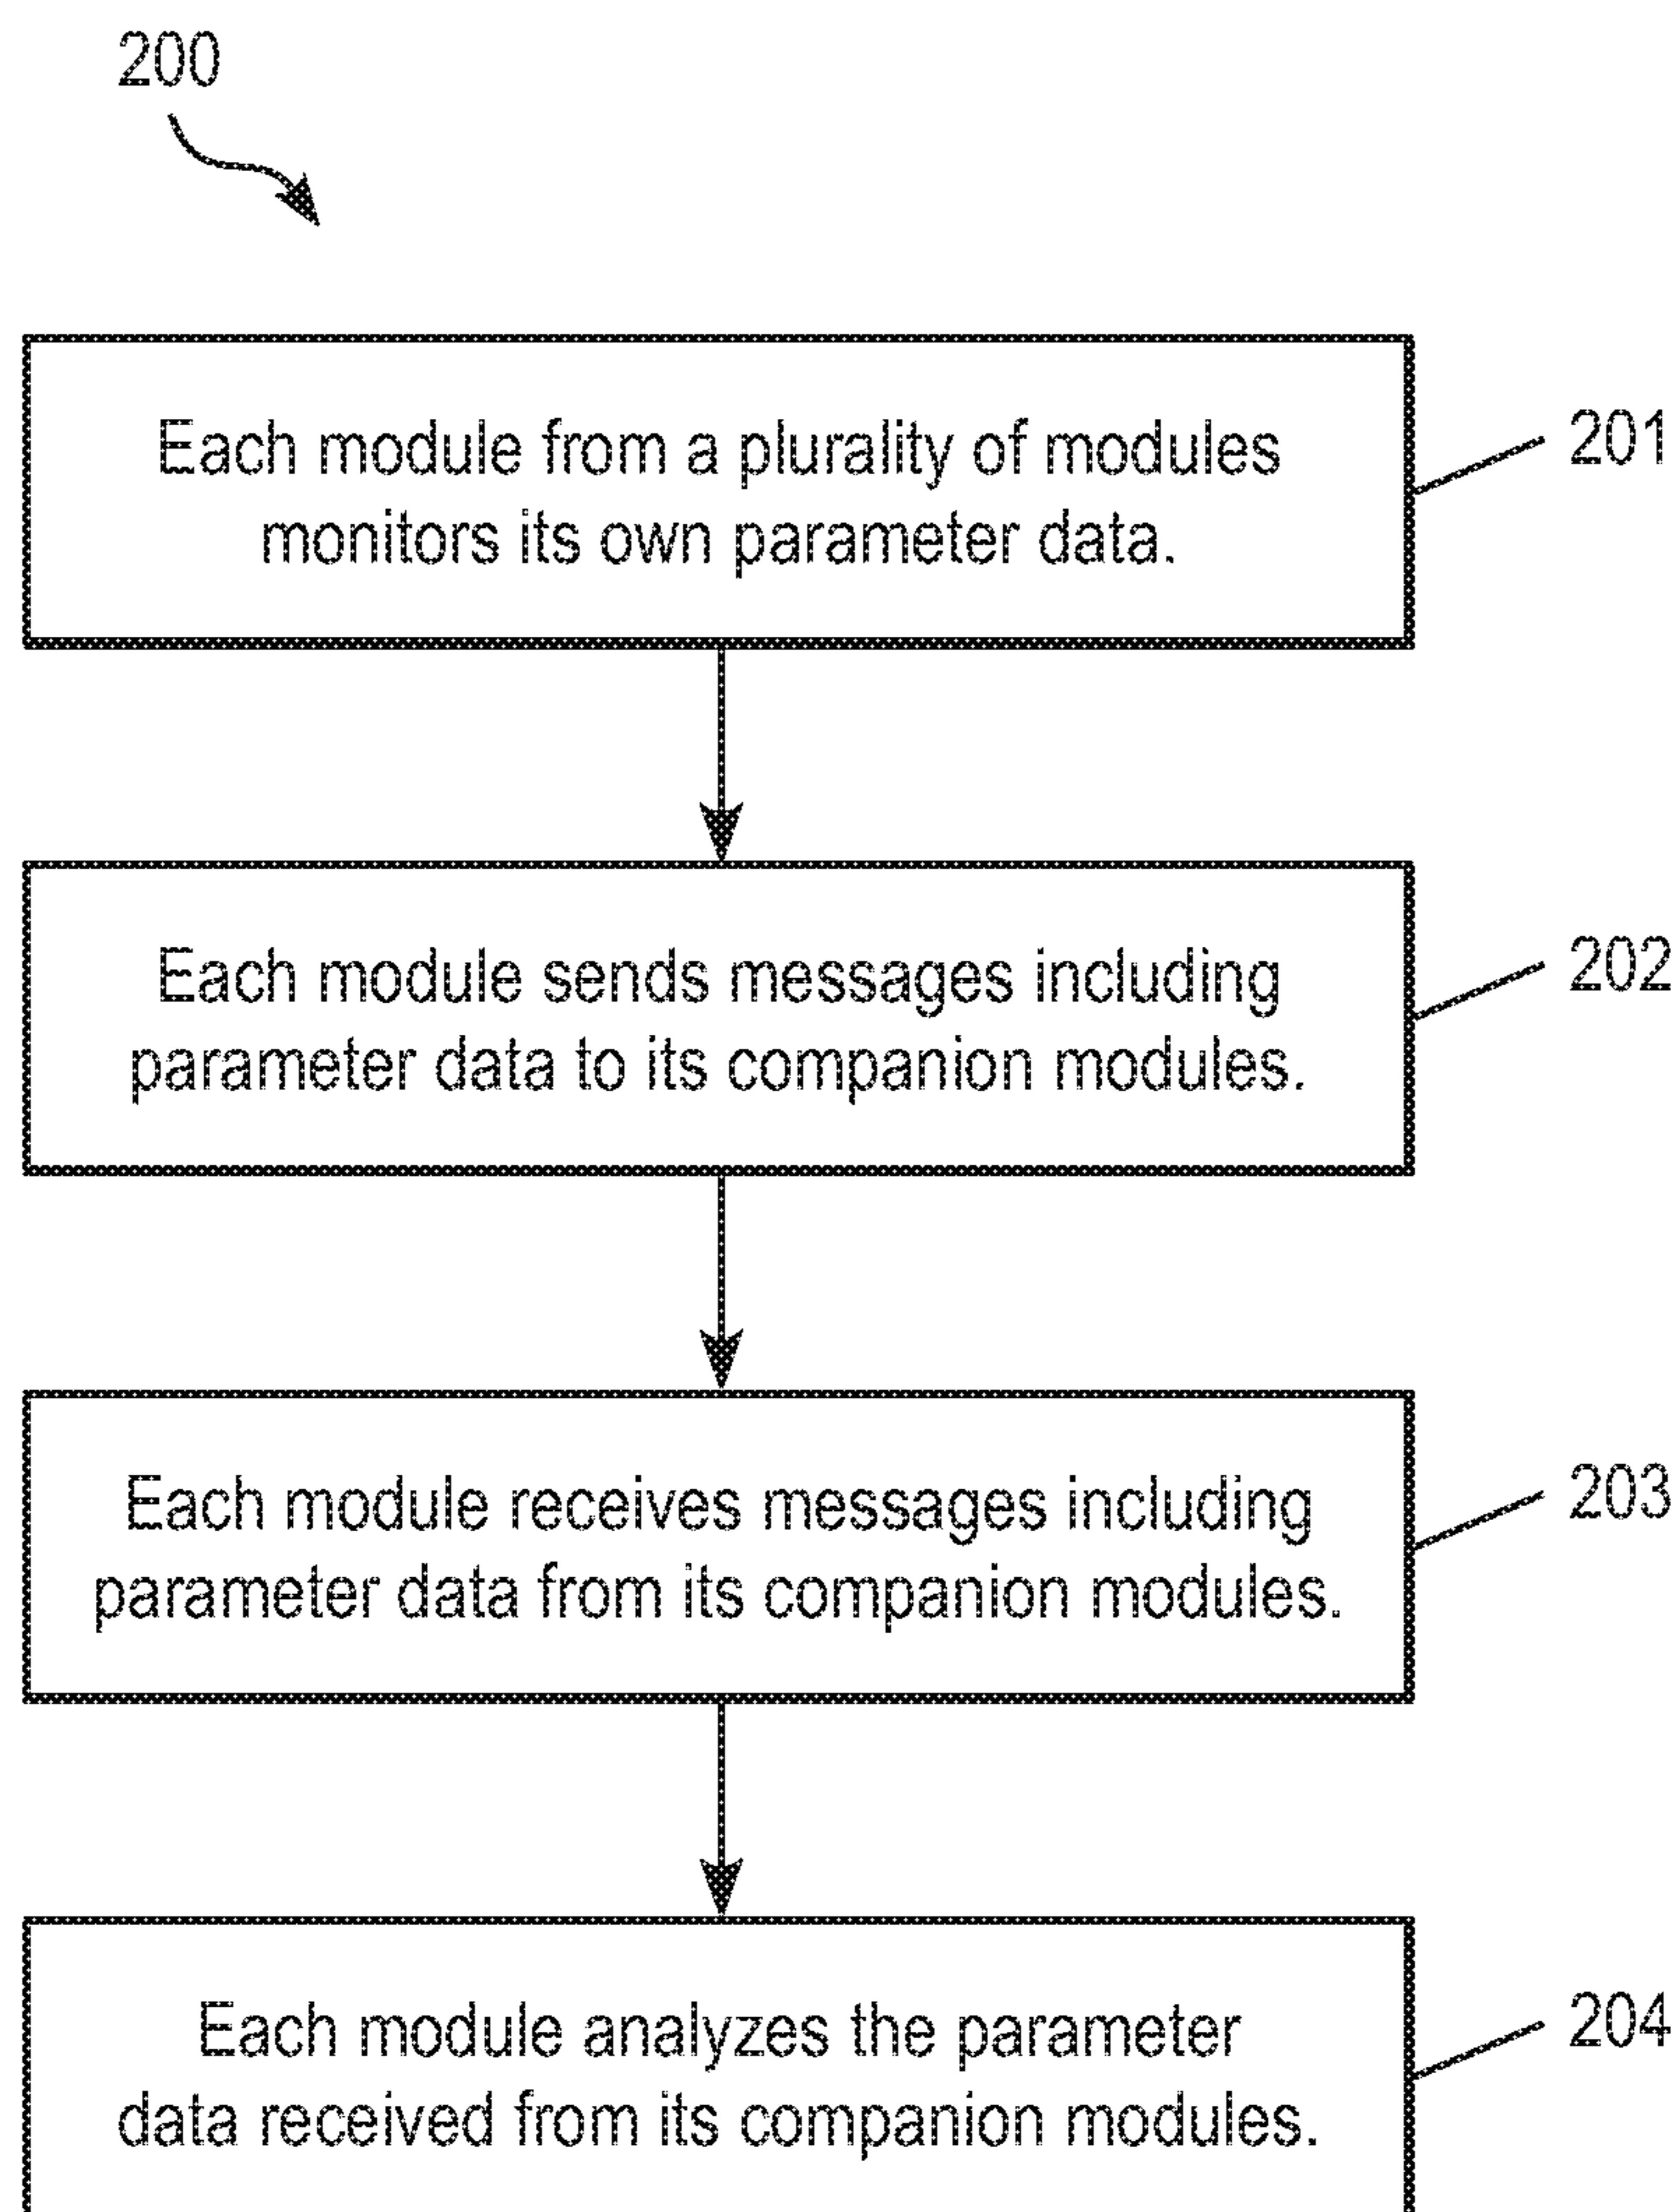 200
Each module from a plurality of modules
monitors its own parameter data.
201
Each module sends messages including
parameter data to its companion modules.
202
Each module receives messages including
parameter data from its companion modules.
203
Each module analyzes the parameter
data received from its companion modules.
204